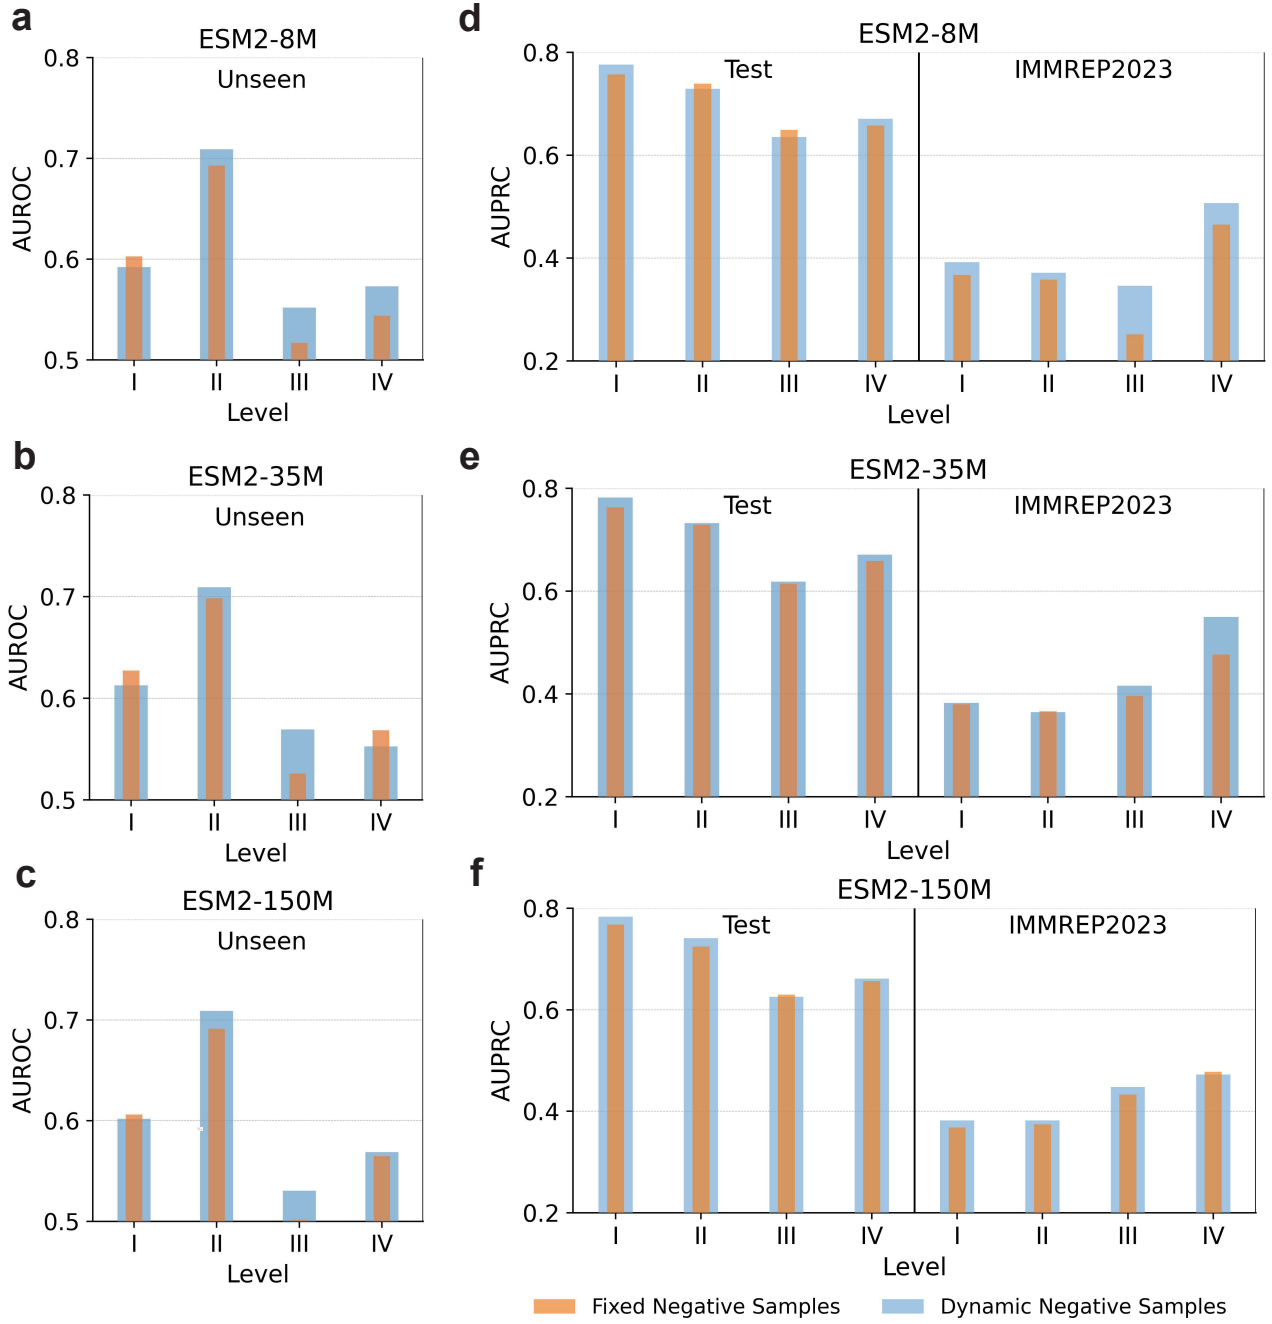 a
ESM2-8M
Unseen
AUROC
0.8
0.7
0.6
0.5
I II III IV
Level
b
ESM2-35M
Unseen
AUROC
0.8
0.7
0.6
0.5
I II III IV
Level
c
ESM2-150M
Unseen
AUROC
0.8
0.7
0.6
0.5
I II III IV
Level
d
ESM2-8M
Test IMMREP2023
AUPRC
0.8
0.6
0.4
0.2
I II III IV I II III IV
Level
e
ESM2-35M
Test IMMREP2023
AUPRC
0.8
0.6
0.4
0.2
I II III IV I II III IV
Level
f
ESM2-150M
Test IMMREP2023
AUPRC
0.8
0.6
0.4
0.2
I II III IV I II III IV
Level
Fixed Negative Samples Dynamic Negative Samples